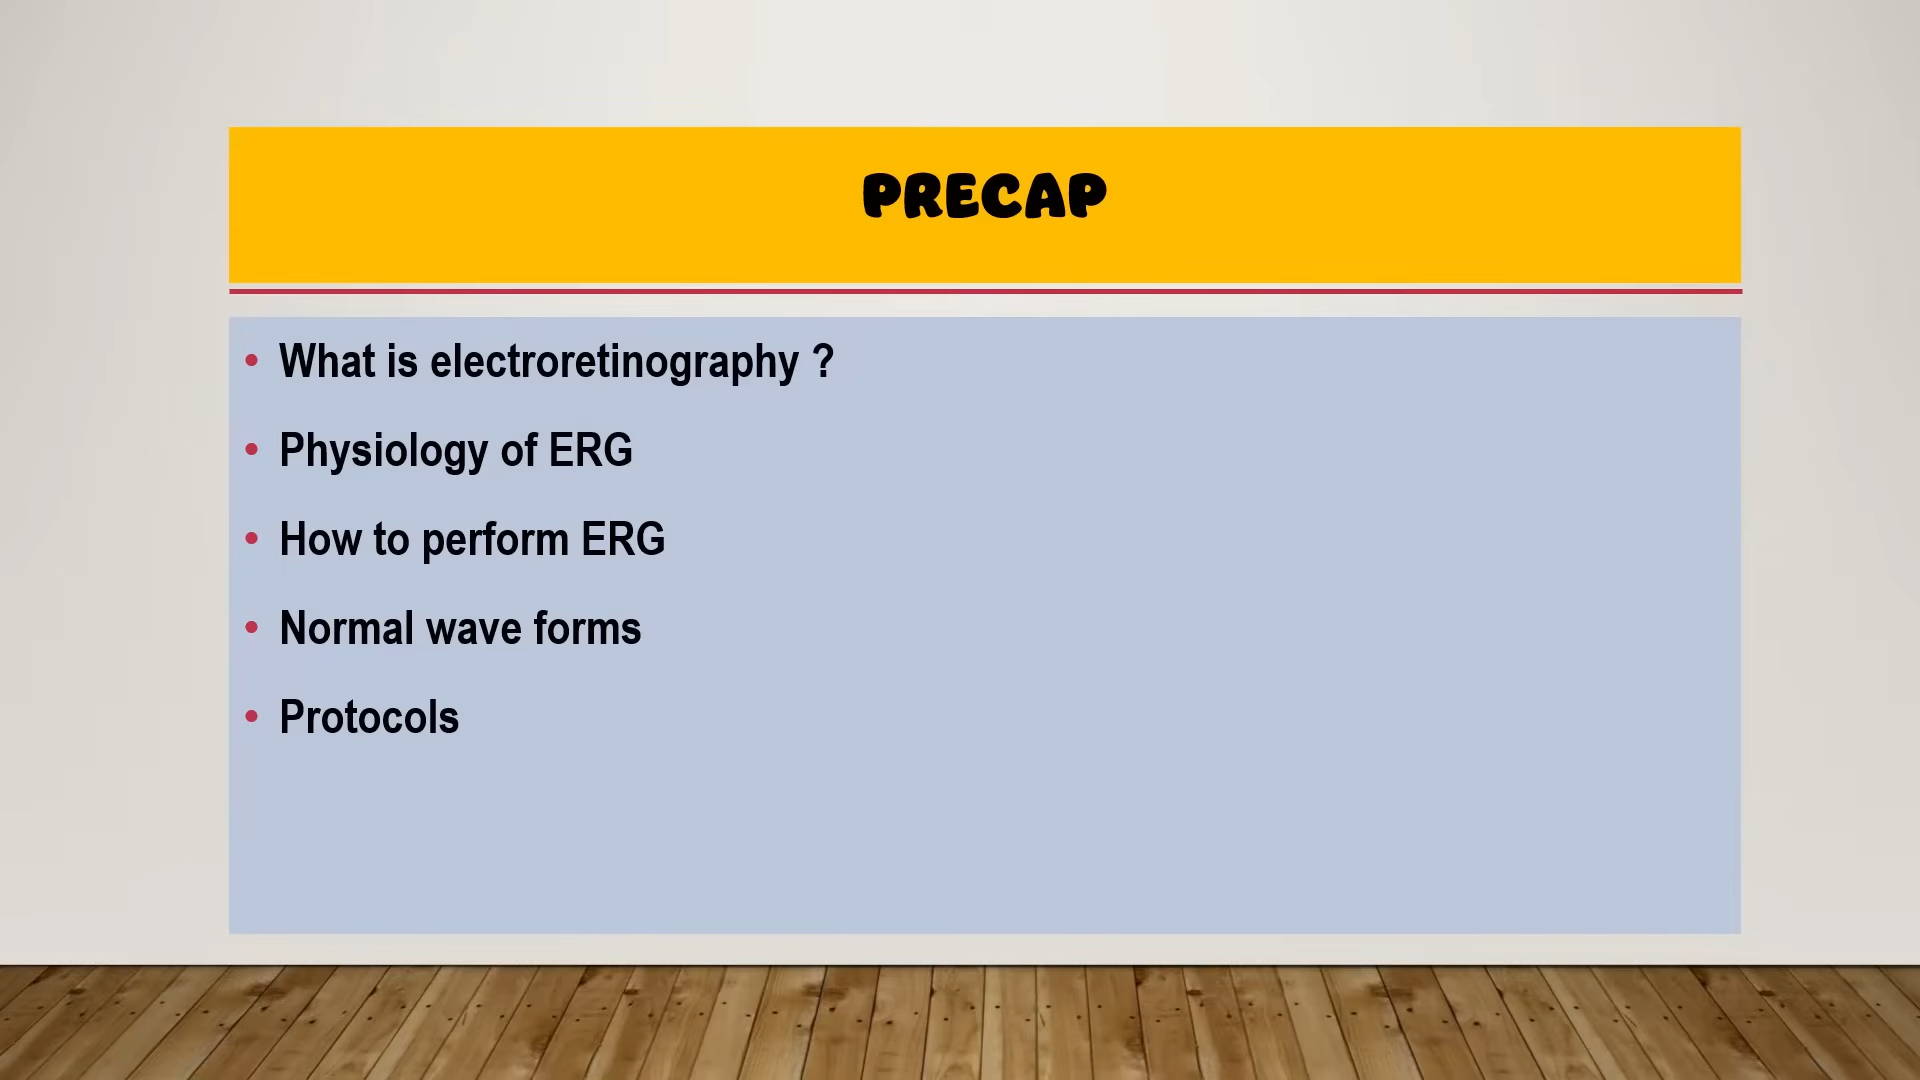 PRECAP
• What is electroretinography ?
• Physiology of ERG
• How to perform ERG
• Normal wave forms
• Protocols